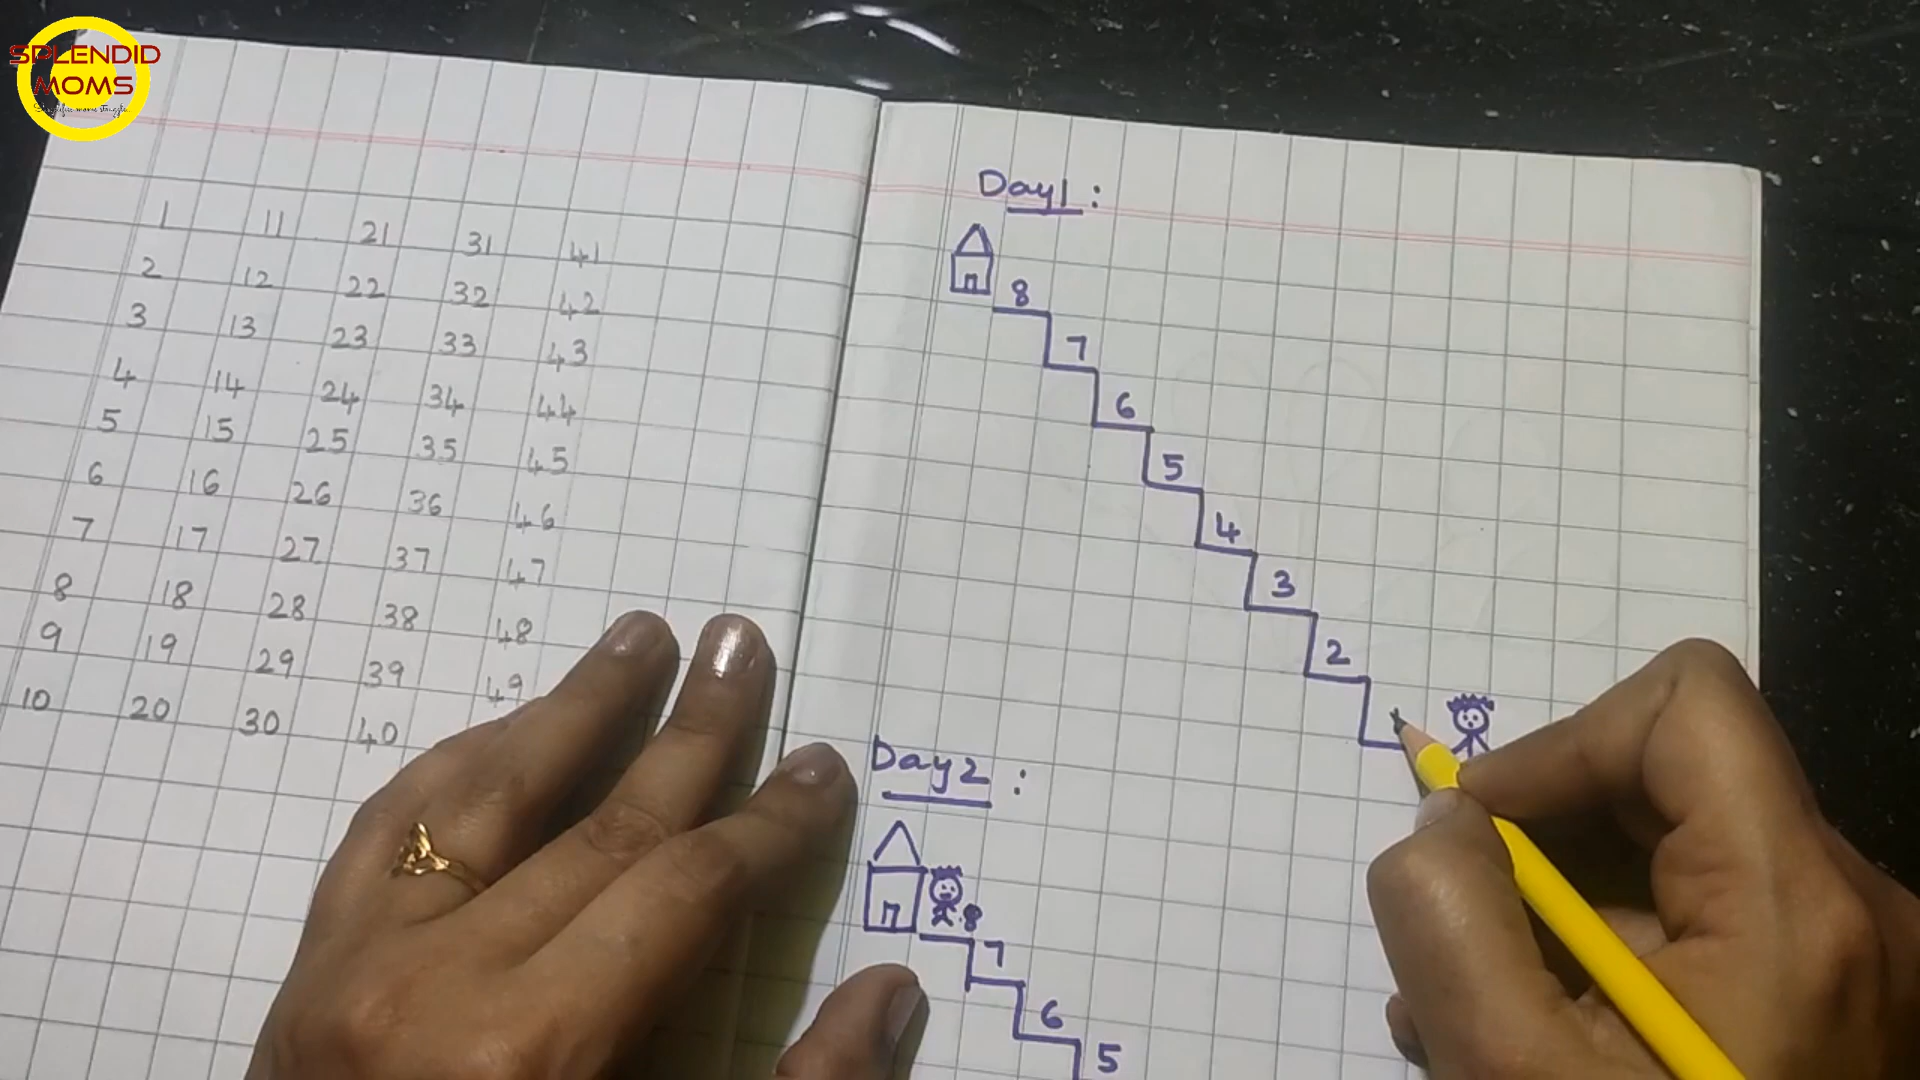 SPLENDID
MOMS
1 11 21 31 41
2 12 22 32 42
3 13 23 33 43
4 14 24 34 44
5 15 25 35 45
6 16 26 36 46
7 17 27 37 47
8 18 28 38 48
9 19 29 39 49
10 20 30 40
Day1 :
8
7
6
5
4
3
2
Day2 :
8
7
6
5